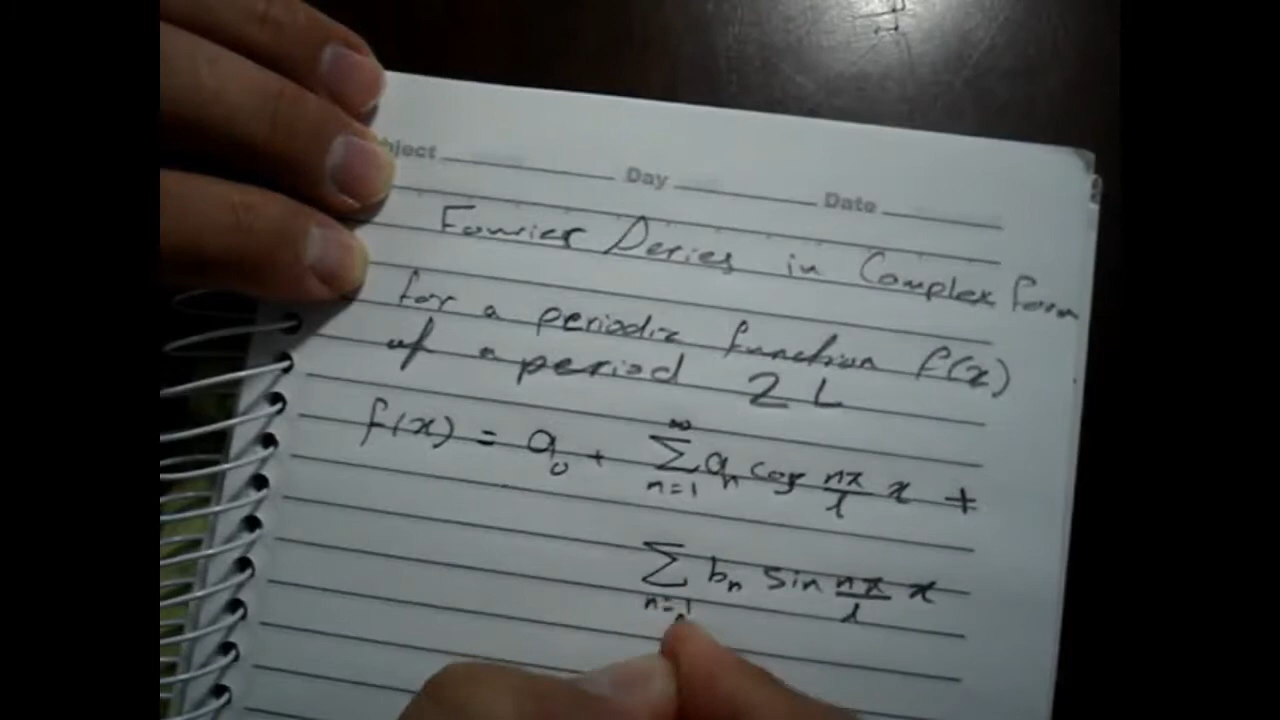 bject Day Date
Fourier Series in Complex form
for a periodic function f(x)
of a period 2L
f(x) = a₀ + ∑ₙ₌₁^∞ aₙ cos nπ/l x +
∑ₙ₌₁ bₙ sin nπ/l x